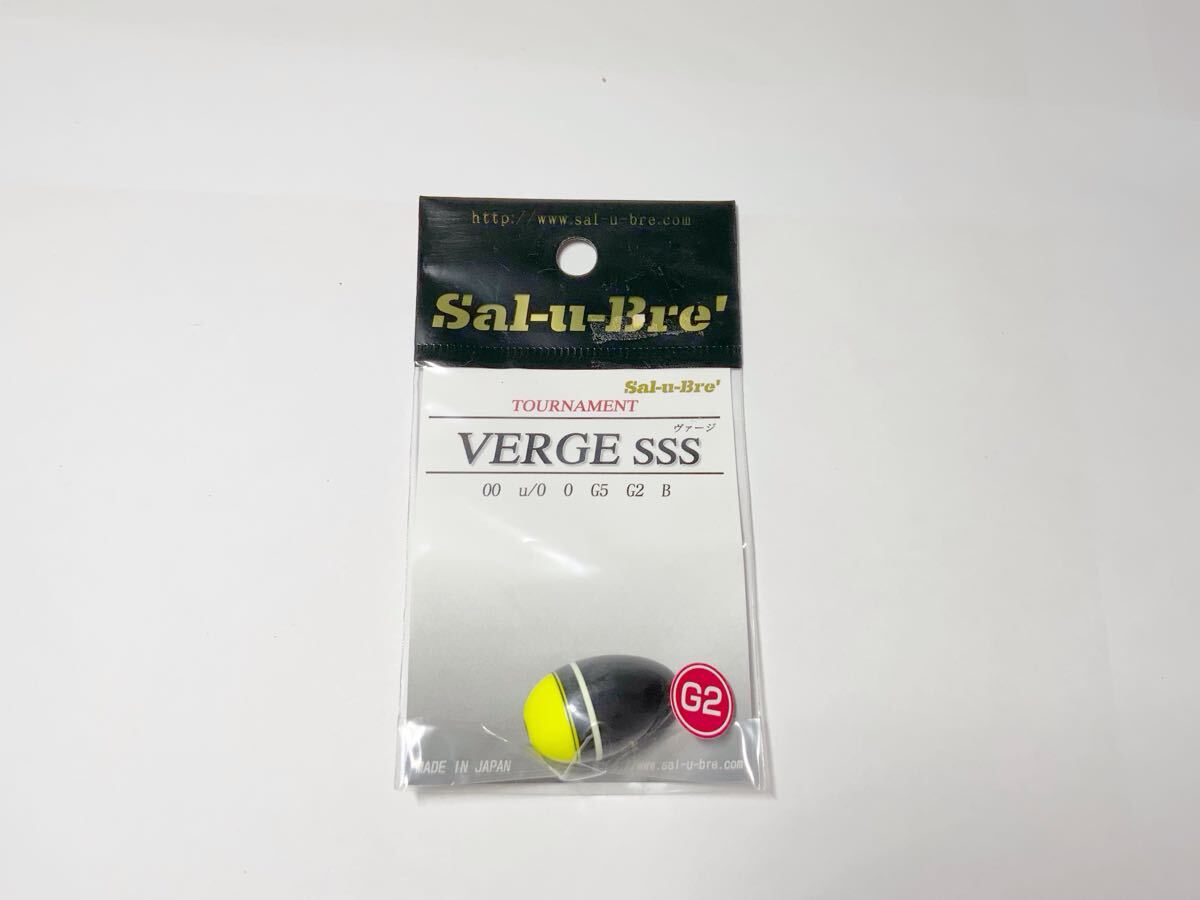 http://www.sal-u-bre.com
Sal-u-Bre'
Sal-u-Bre'
TOURNAMENT
ヴァージ
VERGE SSS
00 u/0 0 G5 G2 B
G2
MADE IN JAPAN
//www.sal-u-bre.com